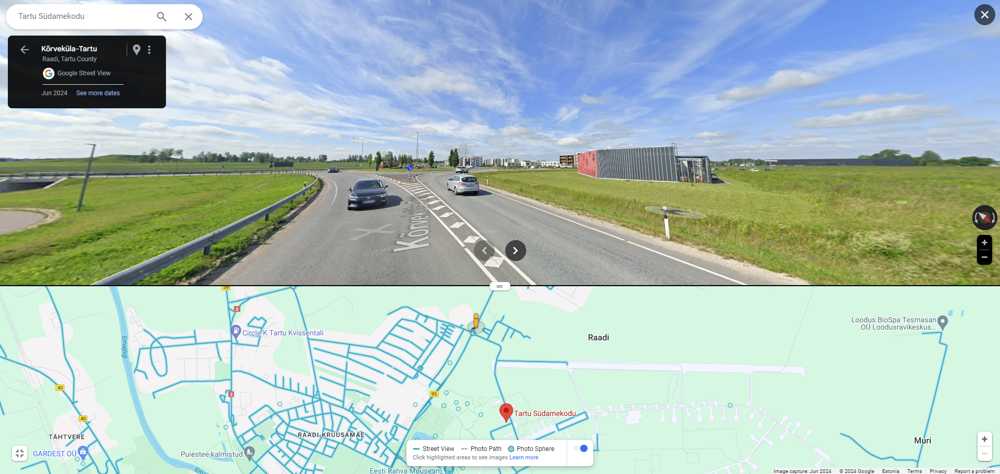 Tartu Südamekodu
Kõrveküla-Tartu
Raadi, Tartu County
Google Street View
Jun 2024 See more dates
© 2024 Google
39
3
Circle K Tartu Kvissentali
Emajõgi
Raadi
Loodus BioSpa Tesmasan
OÜ Loodusravikeskus...
40
3
95
40
Tartu Südamekodu
TÄHTVERE
RAADI-KRUUSAMÄE
Muri
GARDEST OÜ
Puiestee kalmistud
Eesti Rahva Muuseum
Street View Photo Path Photo Sphere
Click highlighted areas to see images Learn more
Image capture: Jun 2024 © 2024 Google Estonia Terms Privacy Report a problem